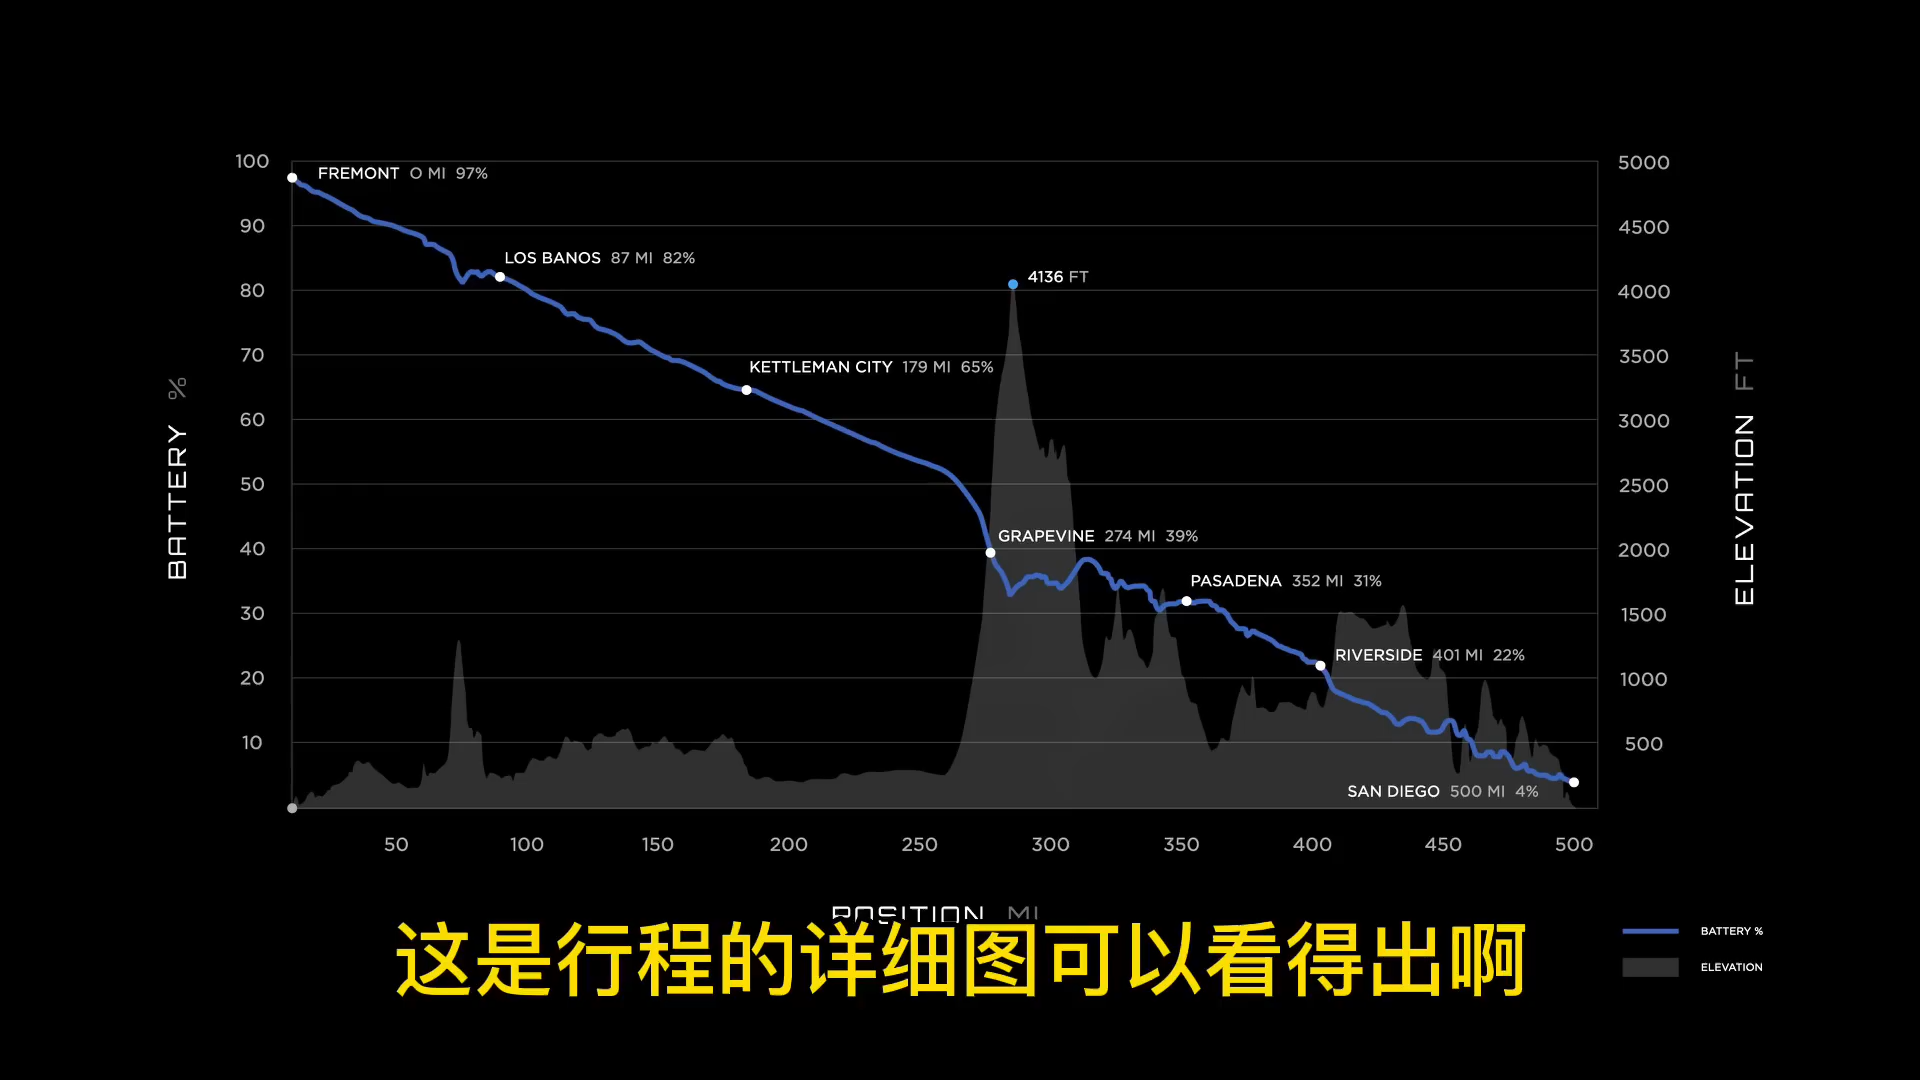 100
90
80
70
60
50
40
30
20
10
BATTERY %
5000
4500
4000
3500
3000
2500
2000
1500
1000
500
ELEVATION FT
FREMONT 0 MI 97%
LOS BANOS 87 MI 82%
4136 FT
KETTLEMAN CITY 179 MI 65%
GRAPEVINE 274 MI 39%
PASADENA 352 MI 31%
RIVERSIDE 401 MI 22%
SAN DIEGO 500 MI 4%
50 100 150 200 250 300 350 400 450 500
POSITION MI
这是行程的详细图可以看得出啊
BATTERY %
ELEVATION